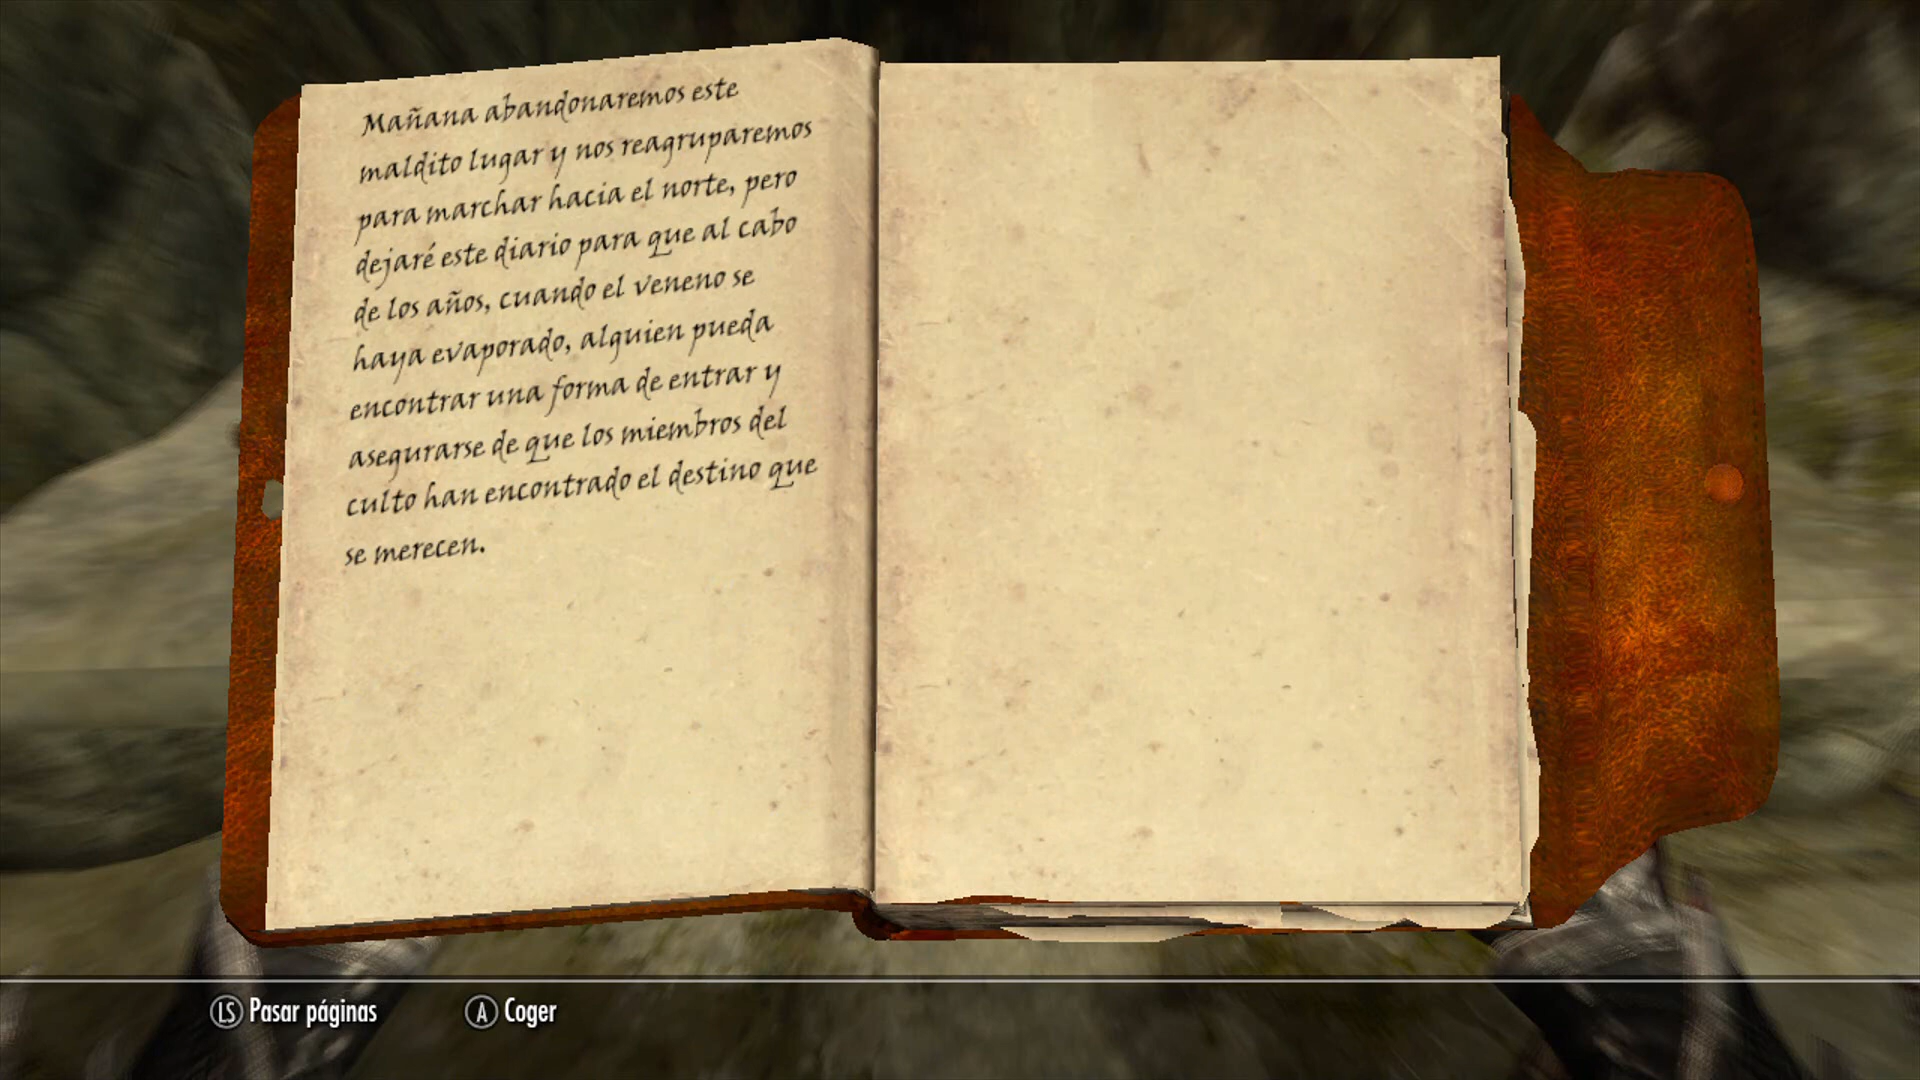 Mañana abandonaremos este
maldito lugar y nos reagruparemos
para marchar hacia el norte, pero
dejaré este diario para que al cabo
de los años, cuando el veneno se
haya evaporado, alguien pueda
encontrar una forma de entrar y
asegurarse de que los miembros del
culto han encontrado el destino que
se merecen.
LS Pasar páginas
A Coger